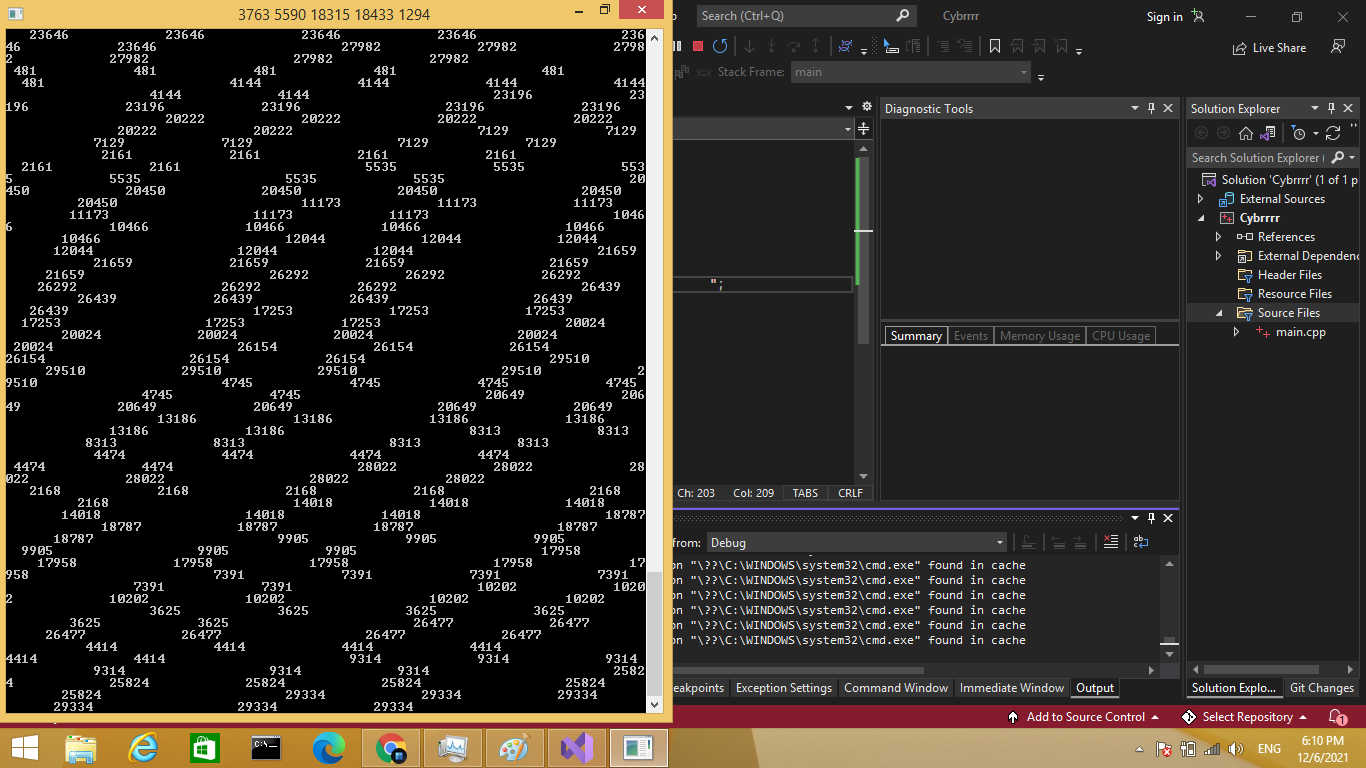 3763 5590 18315 18433 1294
23646 23646 23646 23646 236
46 23646 27982 27982 2798
2 27982 27982
481 481 481 481 481
481 4144 4144 4144 4144
4144 4144 23196 23
196 23196 23196 23196 23196
20222 20222 20222 20222 20222
20222 20222 7129 7129
7129 7129 7129 7129
2161 2161 2161 2161
2161 2161 5535 5535 553
5 5535 5535 5535 20
450 20450 20450 20450 20450
20450 11173 11173 11173
11173 11173 11173 1046
6 10466 10466 10466 10466
10466 12044 12044 12044
12044 12044 12044 21659
21659 21659 21659 21659
21659 26292 26292 26292
26292 26292 26292 26292
26439 26439 26439 26439
26439 17253 17253 17253
17253 17253 17253 20024
20024 20024 20024 20024
20024 26154 26154 26154
26154 26154 26154 29510
29510 29510 29510 2
9510 4745 4745 4745 4745
4745 4745 20649 206
49 20649 20649 20649 20649
13186 13186 13186 13186
13186 13186 8313 8313
8313 8313 8313
4474 4474 4474 4474
4474 4474 28022 28022 28
022 28022 28022 28022
2168 2168 2168 2168
2168 2168 14018 14018 14018
14018 14018 14018 18787
18787 18787 18787 18787
18787 9905 9905 9905
9905 9905 9905 17958
17958 17958 17958 17
958 7391 7391 7391 7391
7391 7391 10202 1020
2 10202 10202 10202 10202
3625 3625 3625 3625
3625 3625 26477 26477
26477 26477 26477
4414 4414 4414 4414
4414 4414 9314 9314 9314
9314 9314 9314 2582
4 25824 25824 25824 25824
25824 25824 29334 29334 29334
29334 29334 29334
Search (Ctrl+Q)
Cybrrrr
Sign in
Live Share
Stack Frame:
main
";
Ch: 203 Col: 209 TABS CRLF
Diagnostic Tools
Summary Events Memory Usage CPU Usage
Solution Explorer
Search Solution Explorer (
Solution 'Cybrrrr' (1 of 1 p
External Sources
Cybrrrr
References
External Dependenc
Header Files
Resource Files
Source Files
main.cpp
from: Debug
on "\??\C:\WINDOWS\system32\cmd.exe" found in cache
on "\??\C:\WINDOWS\system32\cmd.exe" found in cache
on "\??\C:\WINDOWS\system32\cmd.exe" found in cache
on "\??\C:\WINDOWS\system32\cmd.exe" found in cache
on "\??\C:\WINDOWS\system32\cmd.exe" found in cache
on "\??\C:\WINDOWS\system32\cmd.exe" found in cache
eakpoints Exception Settings Command Window Immediate Window Output
Solution Explo... Git Changes
Add to Source Control Select Repository 1
ENG
6:10 PM
12/6/2021